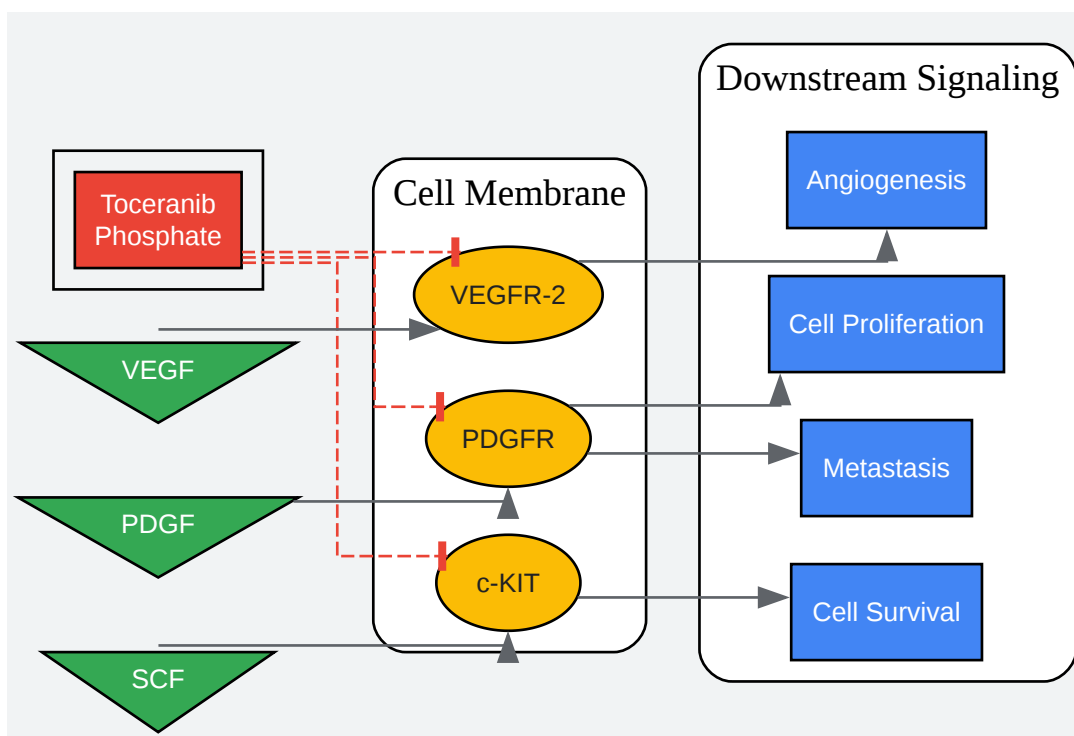 Downstream Signaling
Angiogenesis
Cell Membrane
Toceranib
Phosphate
VEGFR-2
Cell Proliferation
VEGF
PDGFR
Metastasis
PDGF
c-KIT
Cell Survival
SCF